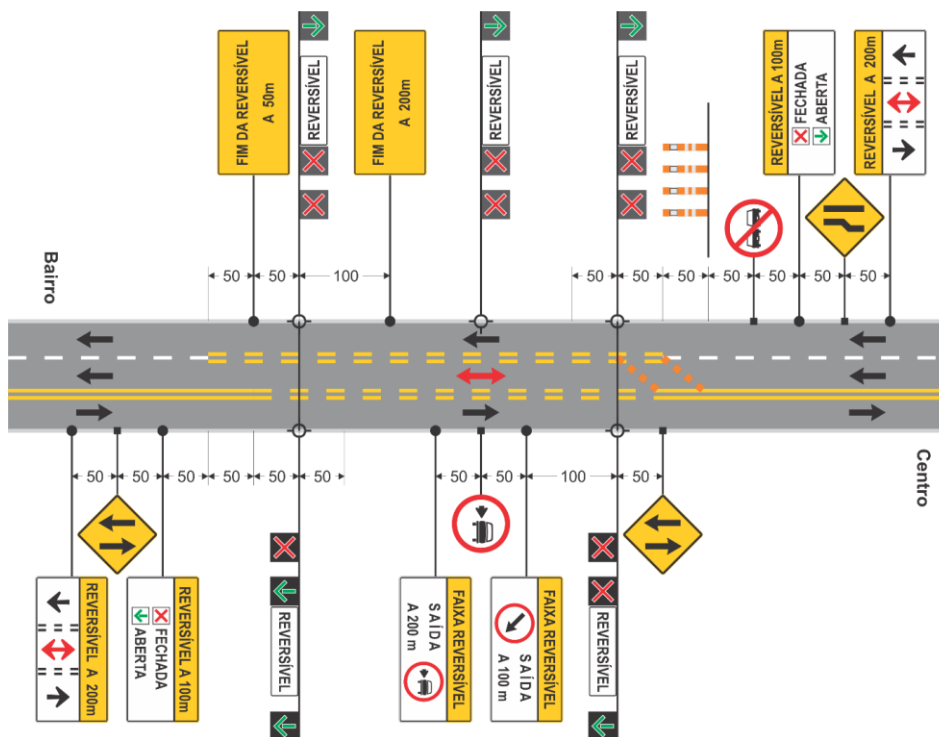 FIM DA REVERSÍVEL
A 50m
REVERSÍVEL
FIM DA REVERSÍVEL
A 200m
REVERSÍVEL
REVERSÍVEL
REVERSÍVEL A 100m
FECHADA
ABERTA
REVERSÍVEL A 200m
Bairro
50
50
100
50
50
50
50
50
50
50
Centro
50
50
50
50
50
50
50
50
100
50
REVERSÍVEL A 200m
REVERSÍVEL A 100m
FECHADA
ABERTA
REVERSÍVEL
FAIXA REVERSÍVEL
SAÍDA
A 200 m
FAIXA REVERSÍVEL
SAÍDA
A 100 m
REVERSÍVEL